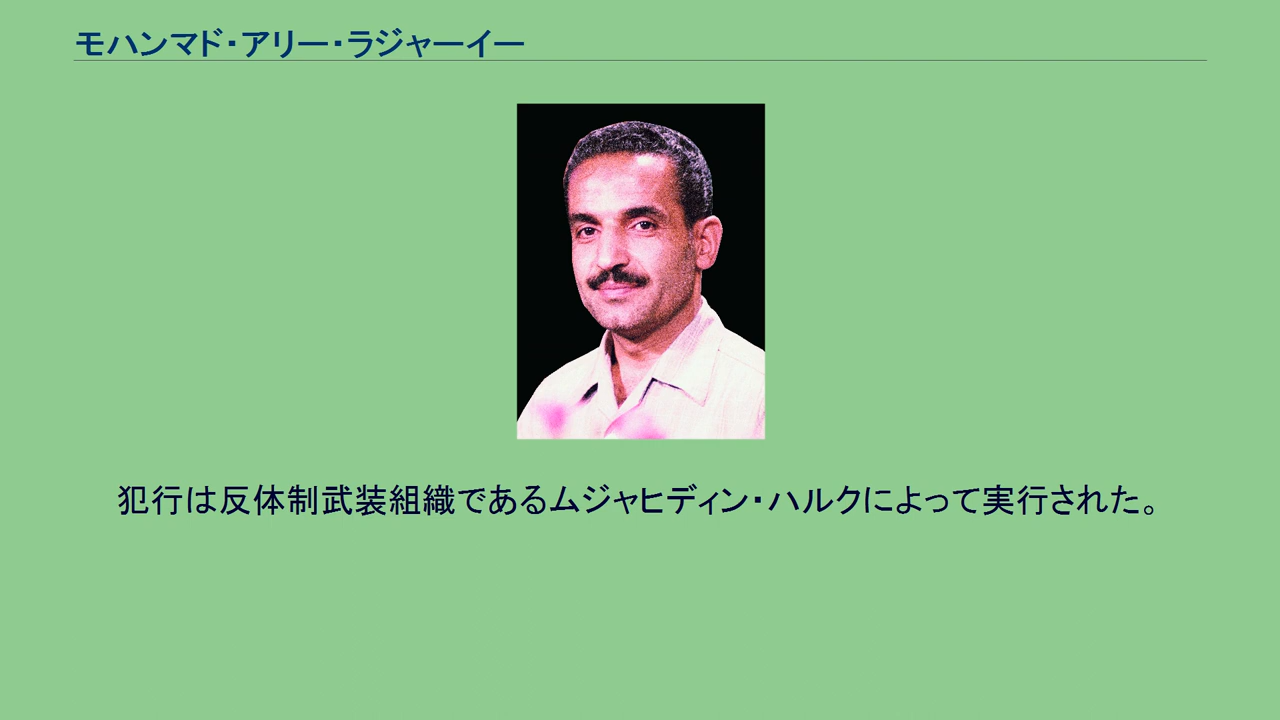 モハンマド・アリー・ラジャーイー
犯行は反体制武装組織であるムジャヒディン・ハルクによって実行された。